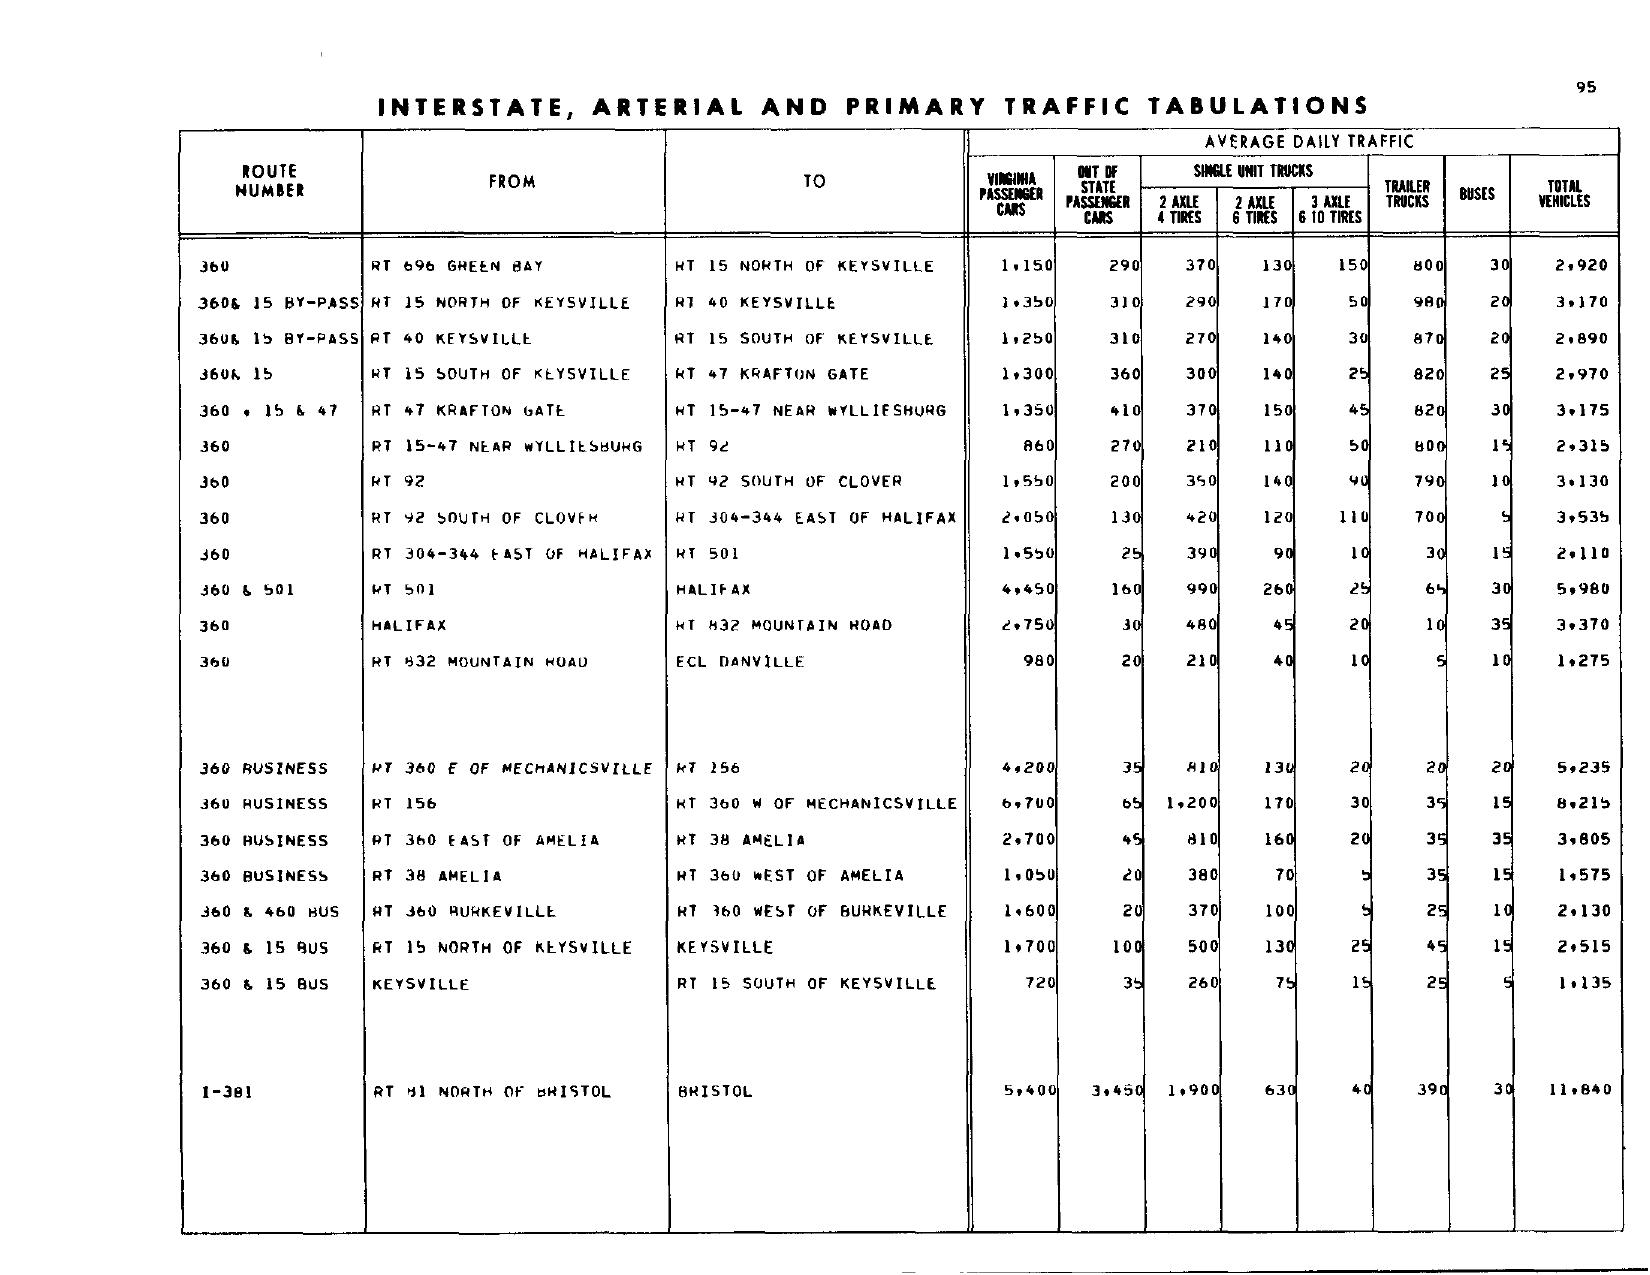 95
INTERSTATE, ARTERIAL AND PRIMARY TRAFFIC TABULATIONS
AVERAGE DAILY TRAFFIC
ROUTE NUMBER FROM TO VIRGINIA PASSENGER CARS OUT OF STATE PASSENGER CARS SINGLE UNIT TRUCKS 2 AXLE 4 TIRES 2 AXLE 6 TIRES 3 AXLE 6 10 TIRES TRAILER TRUCKS BUSES TOTAL VEHICLES
360 RT 696 GREEN BAY RT 15 NORTH OF KEYSVILLE 1,150 290 370 130 150 800 30 2,920
360& 15 BY-PASS RT 15 NORTH OF KEYSVILLE RT 40 KEYSVILLE 1,350 310 290 170 50 980 20 3,170
360& 15 BY-PASS RT 40 KEYSVILLE RT 15 SOUTH OF KEYSVILLE 1,250 310 270 140 30 870 20 2,890
360& 15 RT 15 SOUTH OF KEYSVILLE RT 47 KRAFTON GATE 1,300 360 300 140 25 820 25 2,970
360 , 15 & 47 RT 47 KRAFTON GATE RT 15-47 NEAR WYLLIESBURG 1,350 410 370 150 45 820 30 3,175
360 RT 15-47 NEAR WYLLIESBURG RT 92 860 270 210 110 50 800 15 2,315
360 RT 92 RT 92 SOUTH OF CLOVER 1,550 200 350 140 90 790 10 3,130
360 RT 92 SOUTH OF CLOVER RT 304-344 EAST OF HALIFAX 2,050 130 420 120 110 700 5 3,535
360 RT 304-344 EAST OF HALIFAX RT 501 1,550 25 390 90 10 30 15 2,110
360 & 501 RT 501 HALIFAX 4,450 160 990 260 25 65 30 5,980
360 HALIFAX RT 832 MOUNTAIN ROAD 2,750 30 480 45 20 10 35 3,370
360 RT 832 MOUNTAIN ROAD ECL DANVILLE 980 20 210 40 10 5 10 1,275
360 BUSINESS RT 360 E OF MECHANICSVILLE RT 156 4,200 35 810 130 20 20 20 5,235
360 BUSINESS RT 156 RT 360 W OF MECHANICSVILLE 6,700 65 1,200 170 30 35 15 8,215
360 BUSINESS RT 360 EAST OF AMELIA RT 38 AMELIA 2,700 45 810 160 20 35 35 3,805
360 BUSINESS RT 38 AMELIA RT 360 WEST OF AMELIA 1,050 20 380 70 5 35 15 1,575
360 & 460 BUS RT 360 BURKEVILLE RT 360 WEST OF BURKEVILLE 1,600 20 370 100 5 25 10 2,130
360 & 15 BUS RT 15 NORTH OF KEYSVILLE KEYSVILLE 1,700 100 500 130 25 45 15 2,515
360 & 15 BUS KEYSVILLE RT 15 SOUTH OF KEYSVILLE 720 35 260 75 15 25 5 1,135
I-381 RT 81 NORTH OF BRISTOL BRISTOL 5,400 3,450 1,900 630 40 390 30 11,840